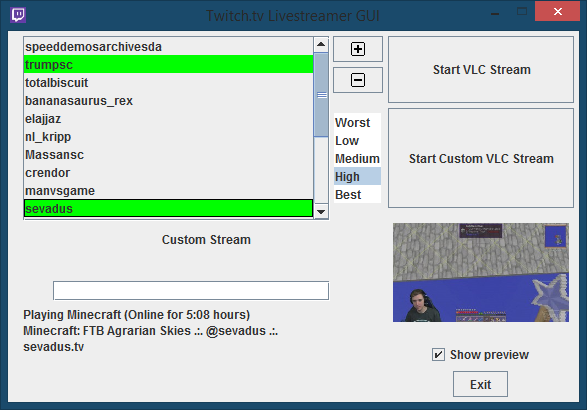 Twitch.tv Livestreamer GUI
speeddemosarchivesda
trumpsc
totalbiscuit
bananasaurus_rex
elajjaz
nl_kripp
Massansc
crendor
manvsgame
sevadus
Worst
Low
Medium
High
Best
Start VLC Stream
Start Custom VLC Stream
Custom Stream
Playing Minecraft (Online for 5:08 hours)
Minecraft: FTB Agrarian Skies .:. @sevadus .:.
sevadus.tv
Show preview
Exit